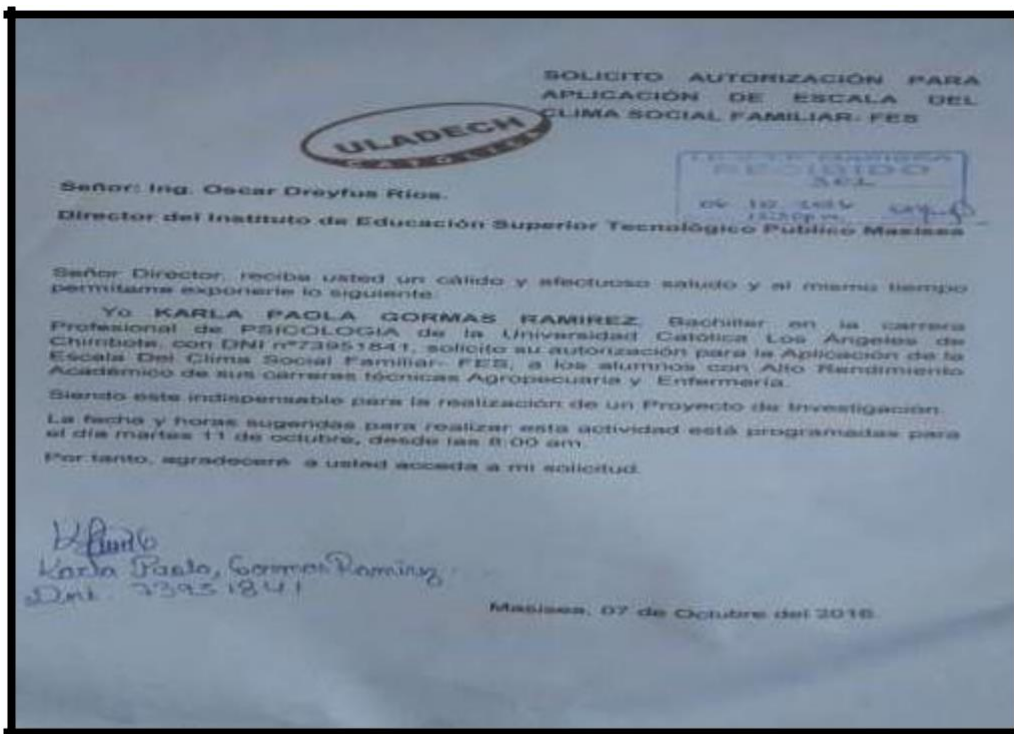 SOLICITO AUTORIZACIÓN PARA
APLICACIÓN DE ESCALA DEL
CLIMA SOCIAL FAMILIAR- FES
ULADECH
CATOLICA
RECIBIDO
Señor: Ing. Oscar Dreyfus Rios.
Director del Instituto de Educación Superior Tecnológico Publico Masisea
Señor Director, reciba usted un cálido y afectuoso saludo y al mismo tiempo
permítame exponerle lo siguiente:
Yo KARLA PAOLA GORMAS RAMIREZ, Bachiller en la carrera
Profesional de PSICOLOGIA de la Universidad Católica Los Ángeles de
Chimbote, con DNI nº73951841, solicito su autorización para la Aplicación de la
Escala Del Clima Social Familiar- FES, a los alumnos con Alto Rendimiento
Académico de sus carreras técnicas Agropecuaria y Enfermería.
Siendo este indispensable para la realización de un Proyecto de Investigación.
La fecha y horas sugeridas para realizar esta actividad está programadas para
el día martes 11 de octubre, desde las 8:00 am.
Por tanto, agradeceré a usted acceda a mi solicitud.
Karla Paola, Gormas Ramirez
Dni. 73951841
Masisea, 07 de Octubre del 2016.